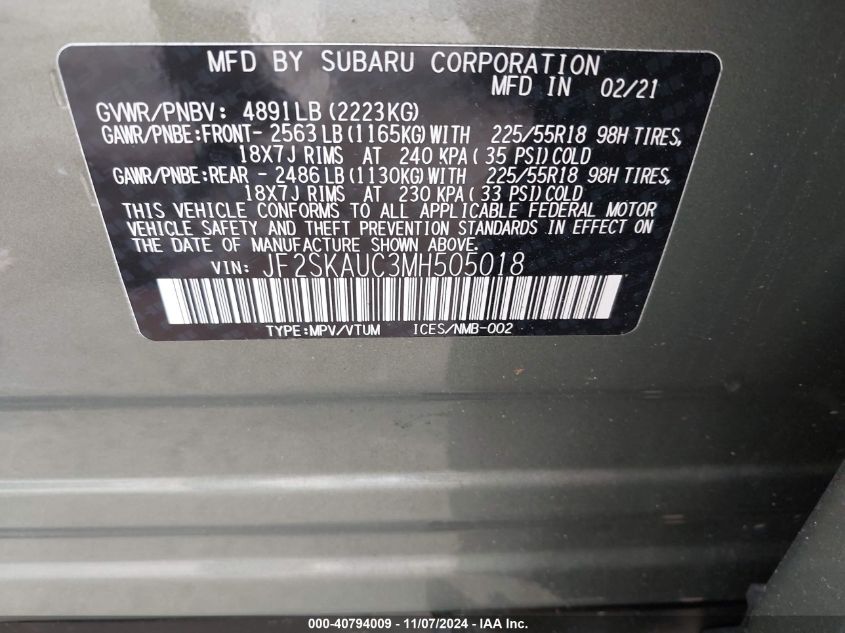 MFD BY SUBARU CORPORATION
MFD IN 02/21
GVWR/PNBV: 4891LB (2223KG)
GAWR/PNBE:FRONT- 2563LB (1165KG) WITH 225/55R18 98H TIRES,
18X7J RIMS AT 240 KPA ( 35 PSI) COLD
GAWR/PNBE:REAR - 2486LB (1130KG) WITH 225/55R18 98H TIRES,
18X7J RIMS AT 230 KPA ( 33 PSI) COLD
THIS VEHICLE CONFORMS TO ALL APPLICABLE FEDERAL MOTOR
VEHICLE SAFETY AND THEFT PREVENTION STANDARDS IN EFFECT ON
THE DATE OF MANUFACTURE SHOWN ABOVE.
VIN: JF2SKAUC3MH505018
TYPE:MPV/VTUM ICES/NMB-002
000-40794009 - 11/07/2024 - IAA Inc.